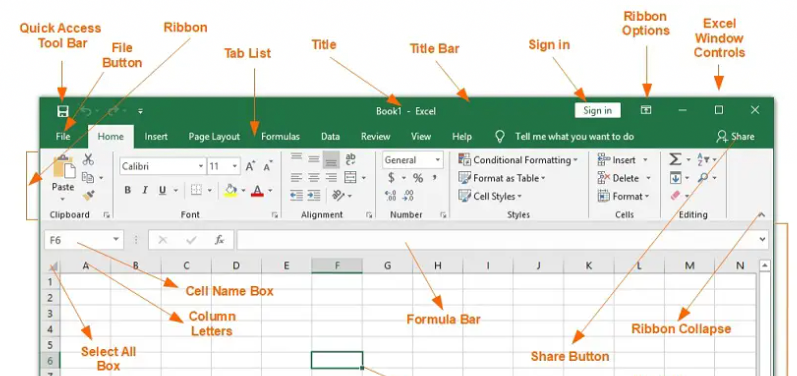 Quick Access
Tool Bar
File
Button
Ribbon
Tab List
Title
Title Bar
Sign in
Ribbon
Options
Excel
Window
Controls
Book1 - Excel
Sign in
File Home Insert Page Layout Formulas Data Review View Help Tell me what you want to do Share
Paste
Calibri 11
B I U A
General
$ % ,
Conditional Formatting
Format as Table
Cell Styles
Insert
Delete
Format
Clipboard Font Alignment Number Styles Cells Editing
F6 fx
A B C D E F G H I J K L M N
1
2
3
4
5
6
7
Cell Name Box
Column
Letters
Select All
Box
Formula Bar
Share Button
Ribbon Collapse